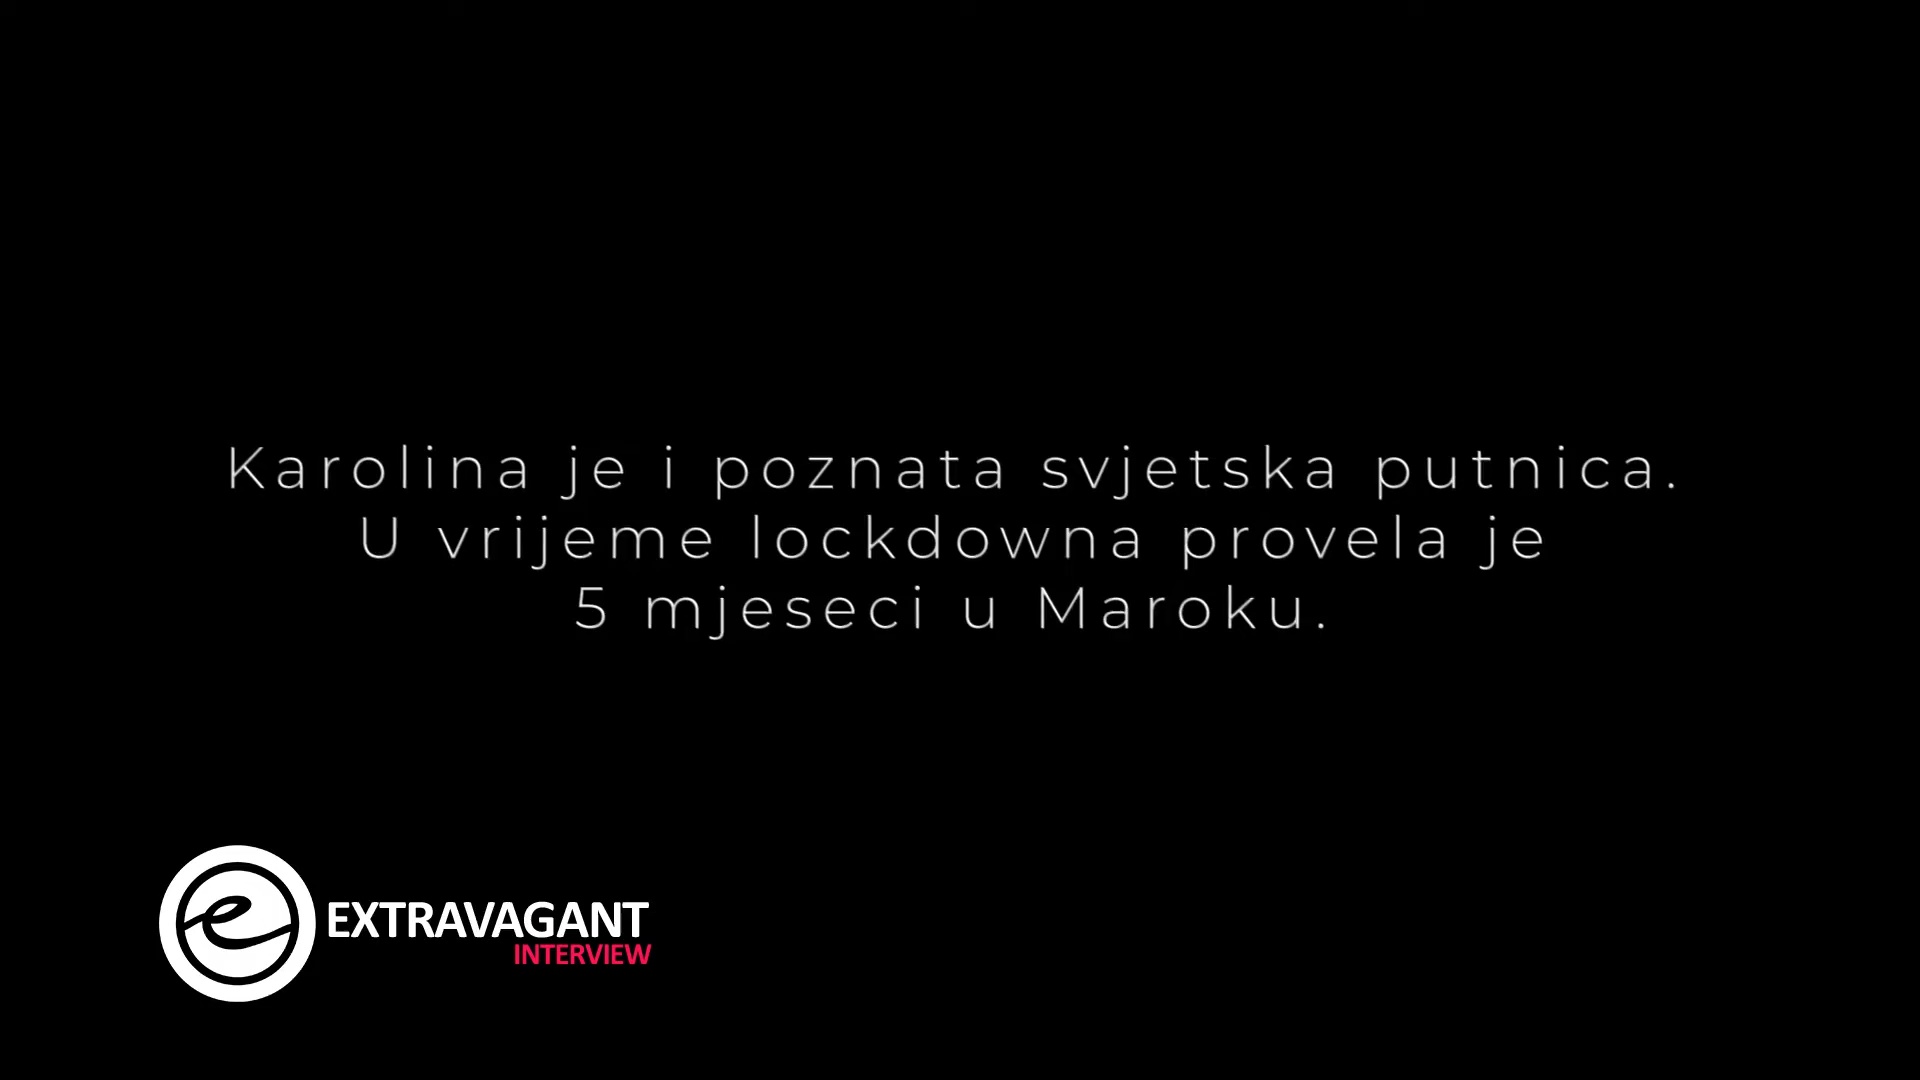 Karolina je i poznata svjetska putnica.
U vrijeme lockdowna provela je
5 mjeseci u Maroku.
EXTRAVAGANT
INTERVIEW